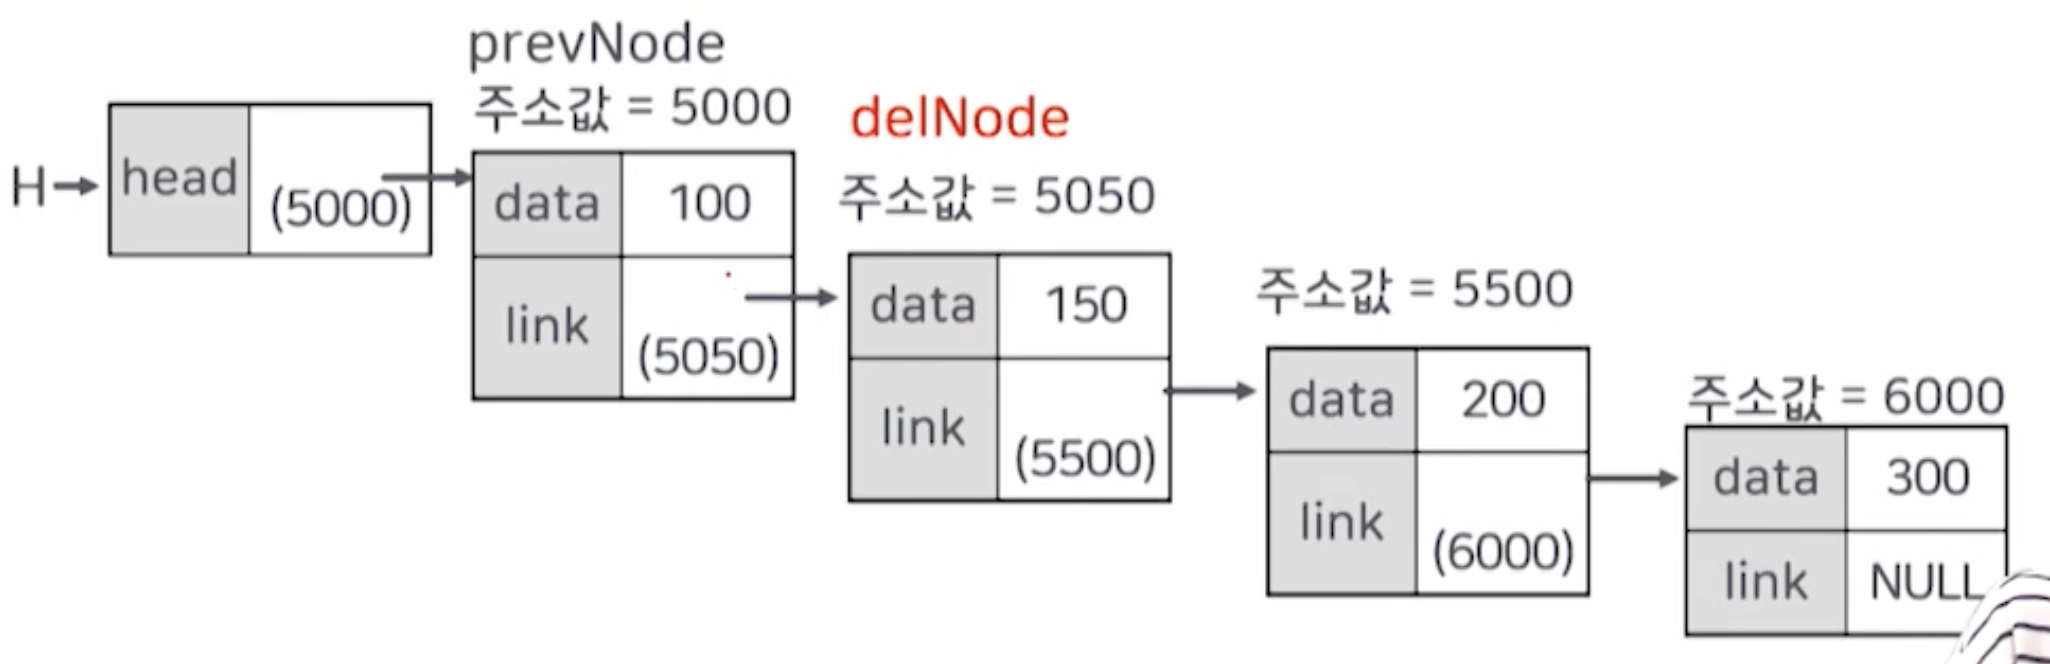 prevNode
주소값 = 5000
H
head
(5000)
data
100
link
(5050)
delNode
주소값 = 5050
data
150
link
(5500)
주소값 = 5500
data
200
link
(6000)
주소값 = 6000
data
300
link
NULL